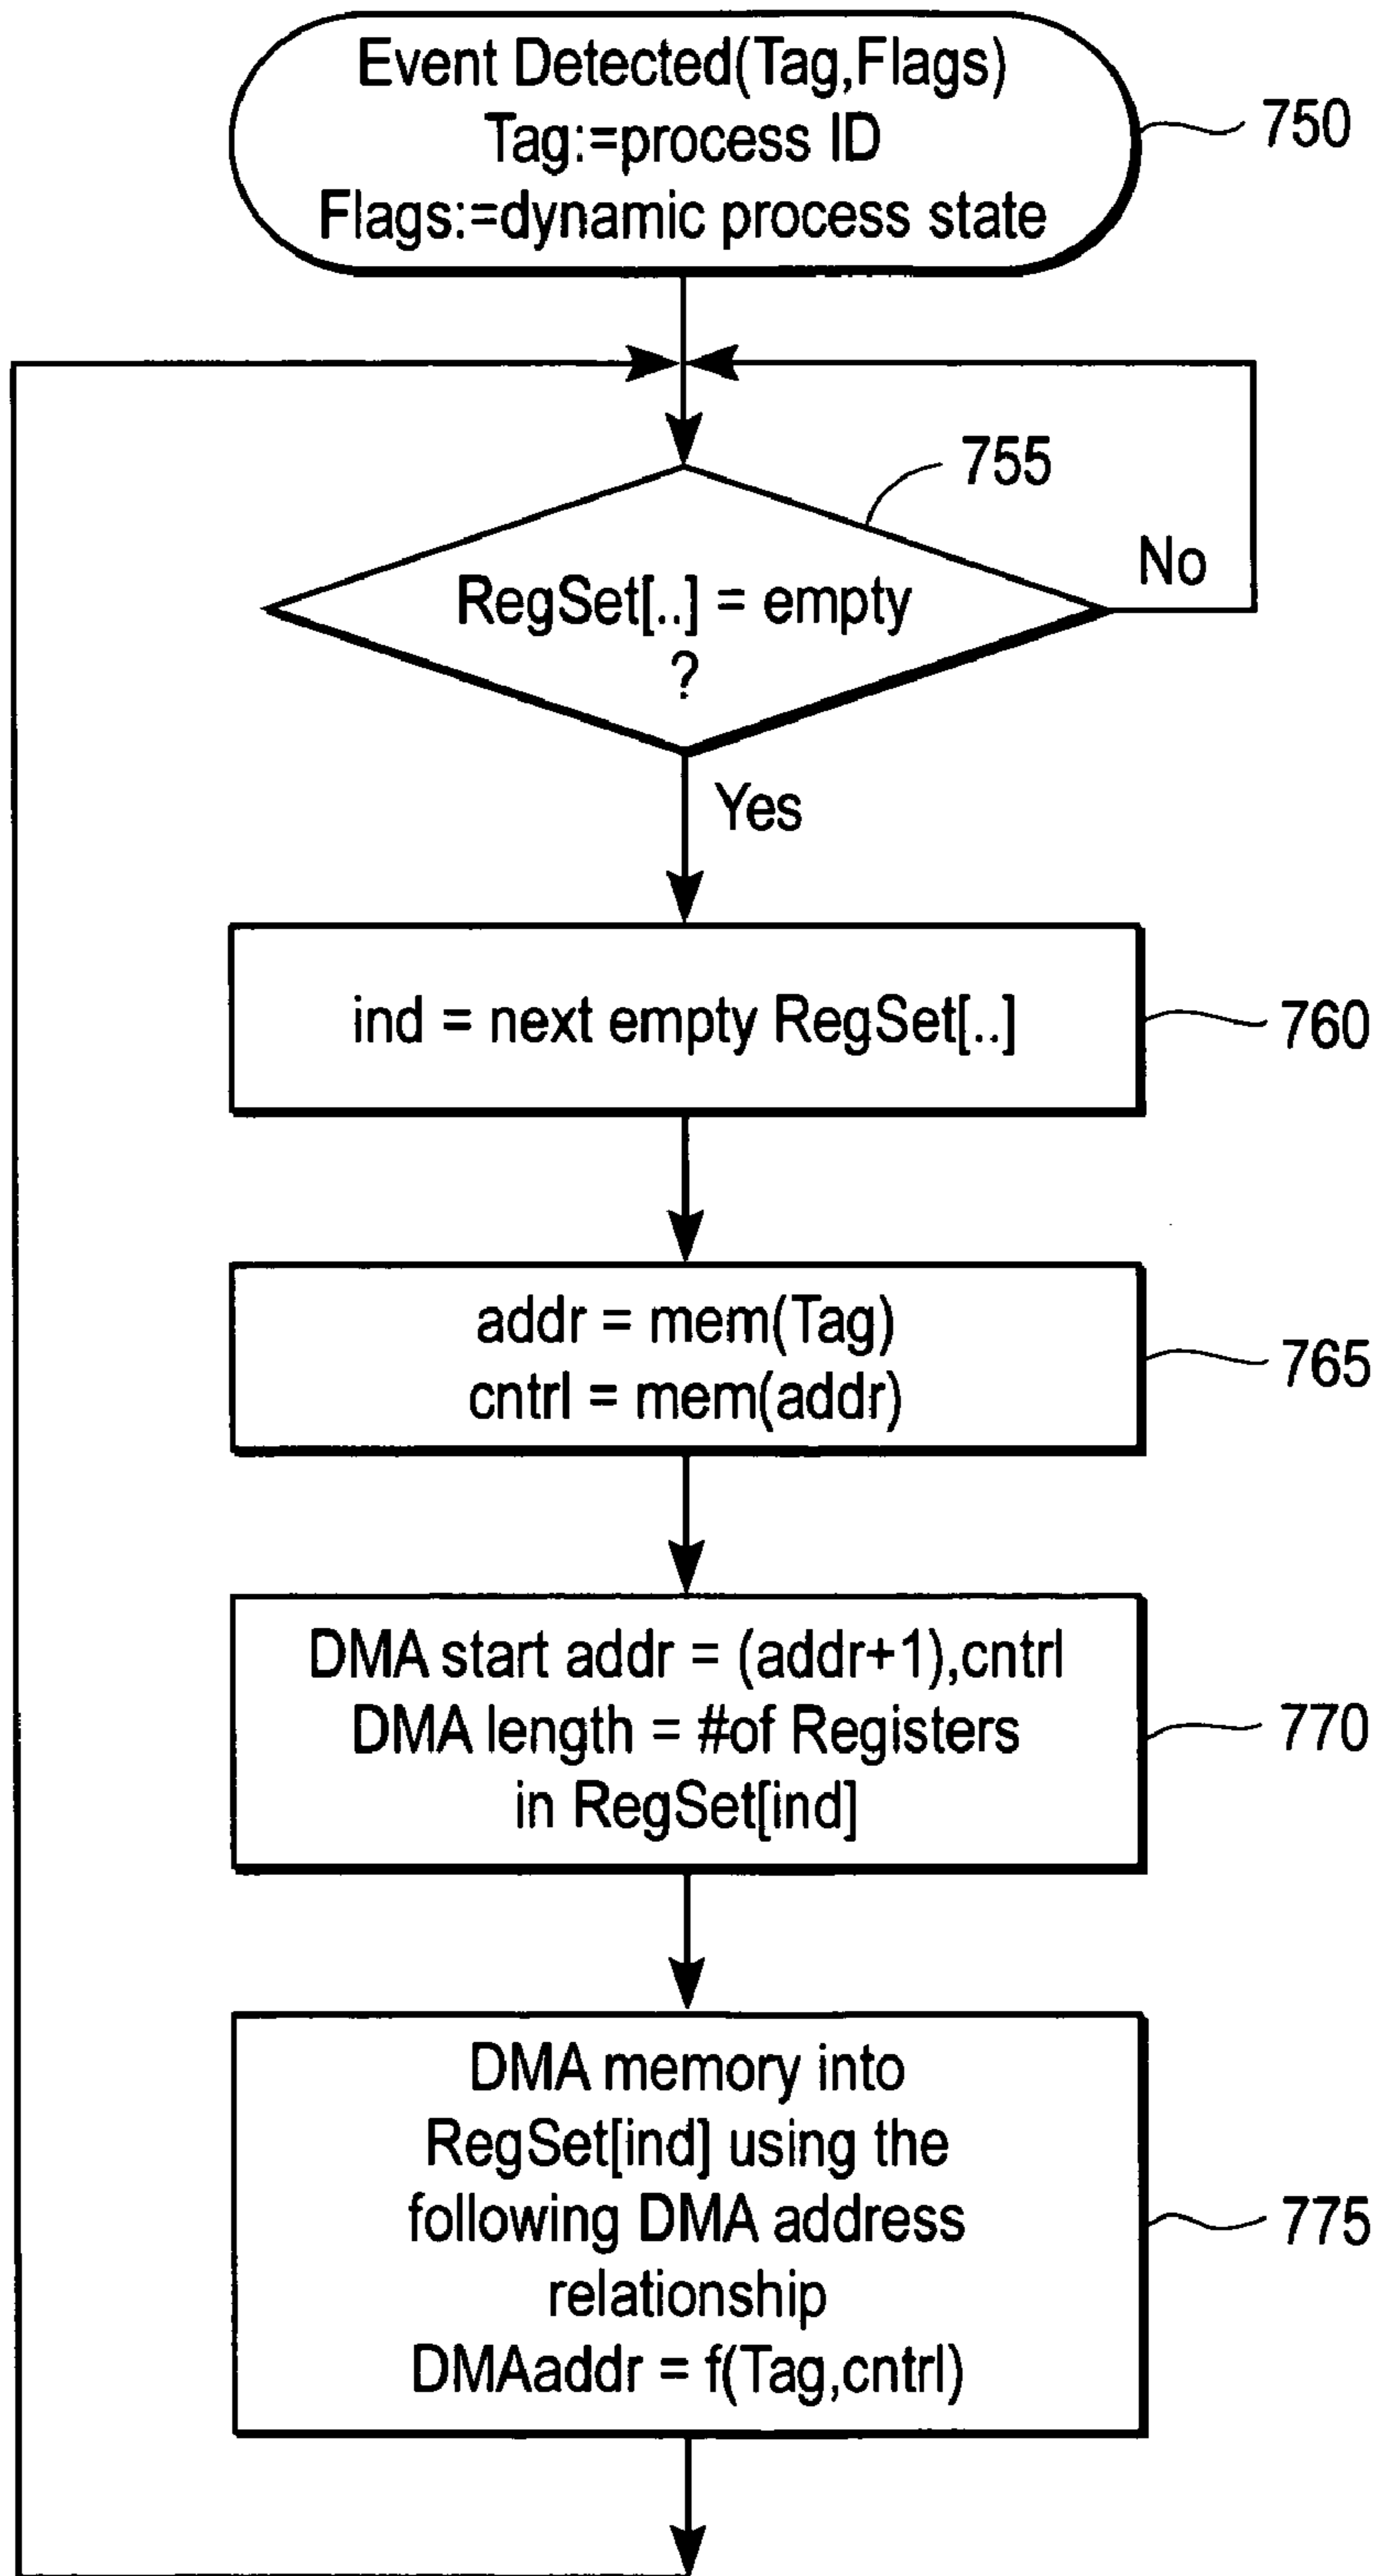 Event Detected(Tag,Flags)
Tag:=process ID
Flags:=dynamic process state
750
755
RegSet[..] = empty
?
No
Yes
ind = next empty RegSet[..]
760
addr = mem(Tag)
cntrl = mem(addr)
765
DMA start addr = (addr+1),cntrl
DMA length = #of Registers
in RegSet[ind]
770
DMA memory into
RegSet[ind] using the
following DMA address
relationship
DMAaddr = f(Tag,cntrl)
775